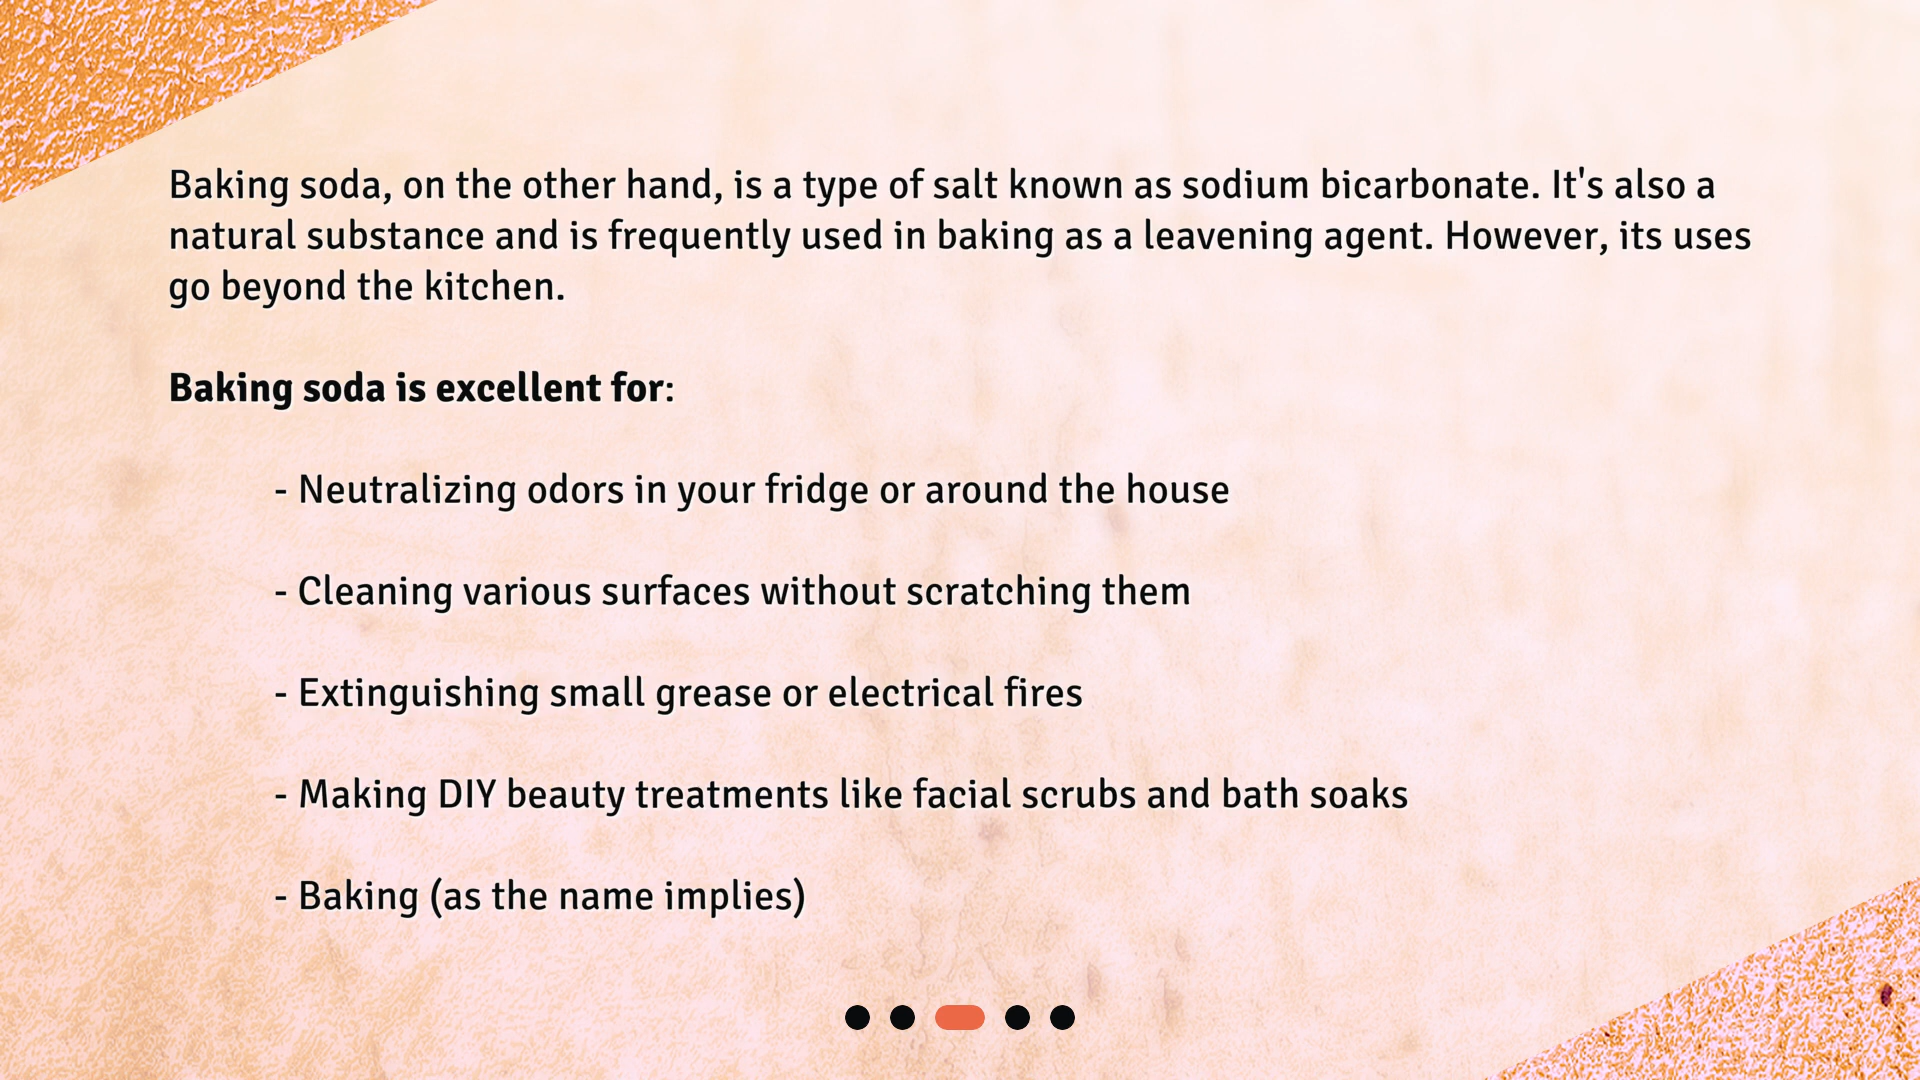 Baking soda, on the other hand, is a type of salt known as sodium bicarbonate. It's also a
natural substance and is frequently used in baking as a leavening agent. However, its uses
go beyond the kitchen.
Baking soda is excellent for:
- Neutralizing odors in your fridge or around the house
- Cleaning various surfaces without scratching them
- Extinguishing small grease or electrical fires
- Making DIY beauty treatments like facial scrubs and bath soaks
- Baking (as the name implies)